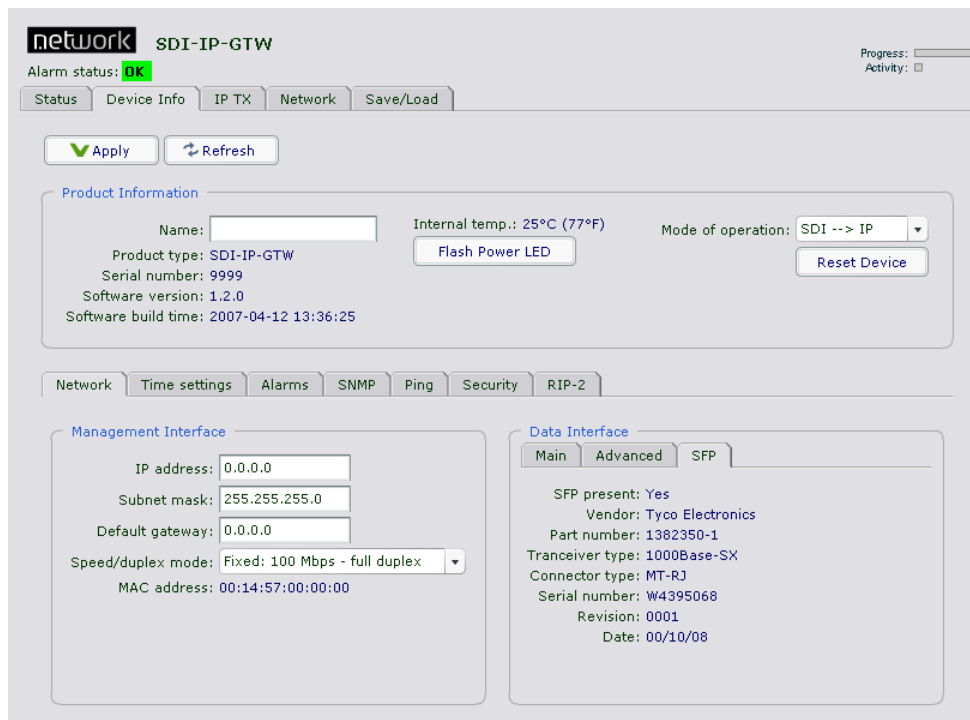 network SDI-IP-GTW
Progress:
Alarm status: OK
Activity:
Status Device Info IP TX Network Save/Load
Apply Refresh
Product Information
Name:
Internal temp.: 25°C (77°F)
Mode of operation: SDI --> IP
Flash Power LED
Product type: SDI-IP-GTW
Reset Device
Serial number: 9999
Software version: 1.2.0
Software build time: 2007-04-12 13:36:25
Network Time settings Alarms SNMP Ping Security RIP-2
Management Interface
IP address: 0.0.0.0
Subnet mask: 255.255.255.0
Default gateway: 0.0.0.0
Speed/duplex mode: Fixed: 100 Mbps - full duplex
MAC address: 00:14:57:00:00:00
Data Interface
Main Advanced SFP
SFP present: Yes
Vendor: Tyco Electronics
Part number: 1382350-1
Tranceiver type: 1000Base-SX
Connector type: MT-RJ
Serial number: W4395068
Revision: 0001
Date: 00/10/08